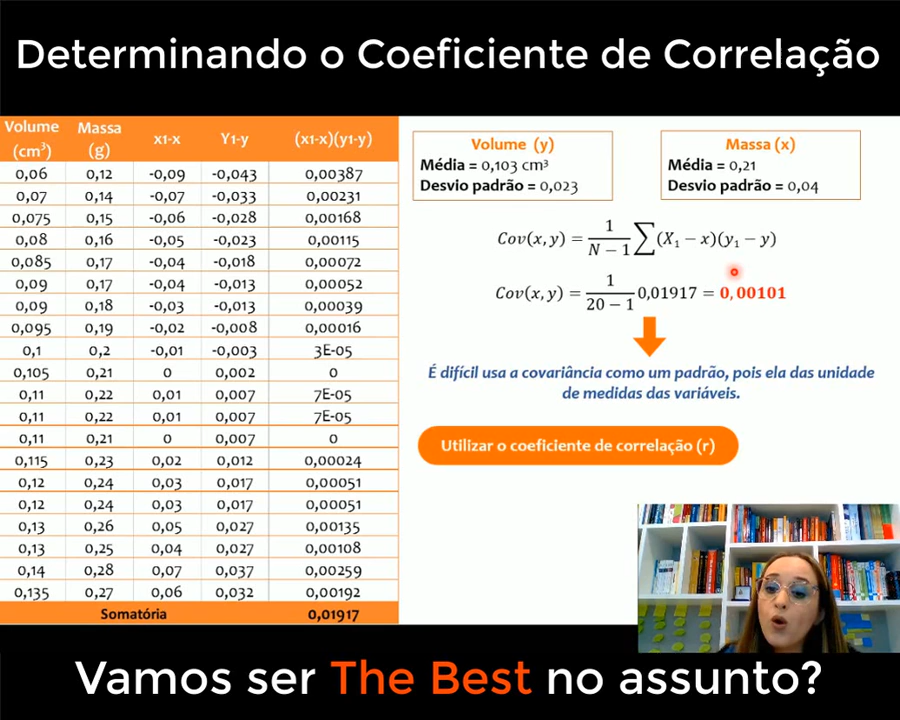 Determinando o Coeficiente de Correlação
Volume (cm³) Massa (g) x1-x Y1-y (x1-x)(y1-y)
0,06 0,12 -0,09 -0,043 0,00387
0,07 0,14 -0,07 -0,033 0,00231
0,075 0,15 -0,06 -0,028 0,00168
0,08 0,16 -0,05 -0,023 0,00115
0,085 0,17 -0,04 -0,018 0,00072
0,09 0,17 -0,04 -0,013 0,00052
0,09 0,18 -0,03 -0,013 0,00039
0,095 0,19 -0,02 -0,008 0,00016
0,1 0,2 -0,01 -0,003 3E-05
0,105 0,21 0 0,002 0
0,11 0,22 0,01 0,007 7E-05
0,11 0,22 0,01 0,007 7E-05
0,11 0,21 0 0,007 0
0,115 0,23 0,02 0,012 0,00024
0,12 0,24 0,03 0,017 0,00051
0,12 0,24 0,03 0,017 0,00051
0,13 0,26 0,05 0,027 0,00135
0,13 0,25 0,04 0,027 0,00108
0,14 0,28 0,07 0,037 0,00259
0,135 0,27 0,06 0,032 0,00192
Somatória 0,01917
Volume (y)
Média = 0,103 cm³
Desvio padrão = 0,023
Massa (x)
Média = 0,21
Desvio padrão = 0,04
Cov(x, y) = 1/(N − 1) ∑(X₁ − x)(y₁ − y)
Cov(x, y) = 1/(20 − 1) 0,01917 = 0,00101
É difícil usa a covariância como um padrão, pois ela das unidade
de medidas das variáveis.
Utilizar o coeficiente de correlação (r)
Vamos ser The Best no assunto?